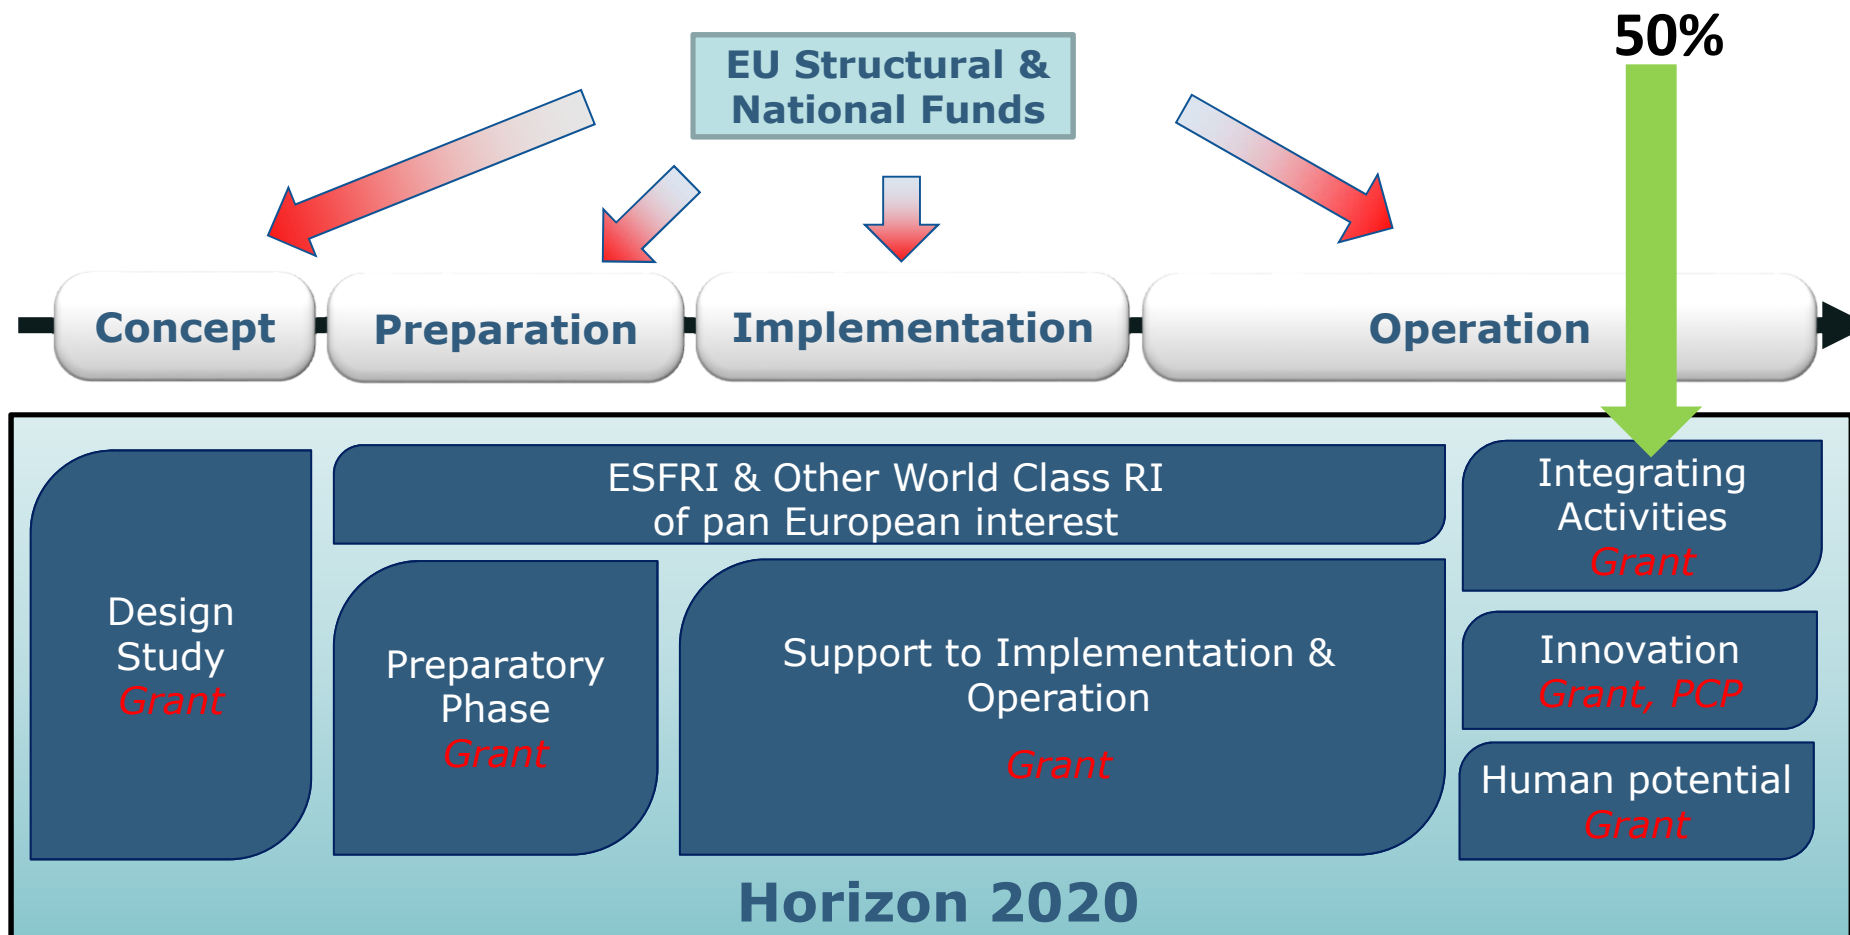 50%
EU Structural &
National Funds
Concept
Preparation
Implementation
Operation
ESFRI & Other World Class RI
of pan European interest
Integrating
Activities
Grant
Design
Study
Grant
Preparatory
Phase
Grant
Support to Implementation &
Operation
Grant
Innovation
Grant, PCP
Human potential
Grant
Horizon 2020